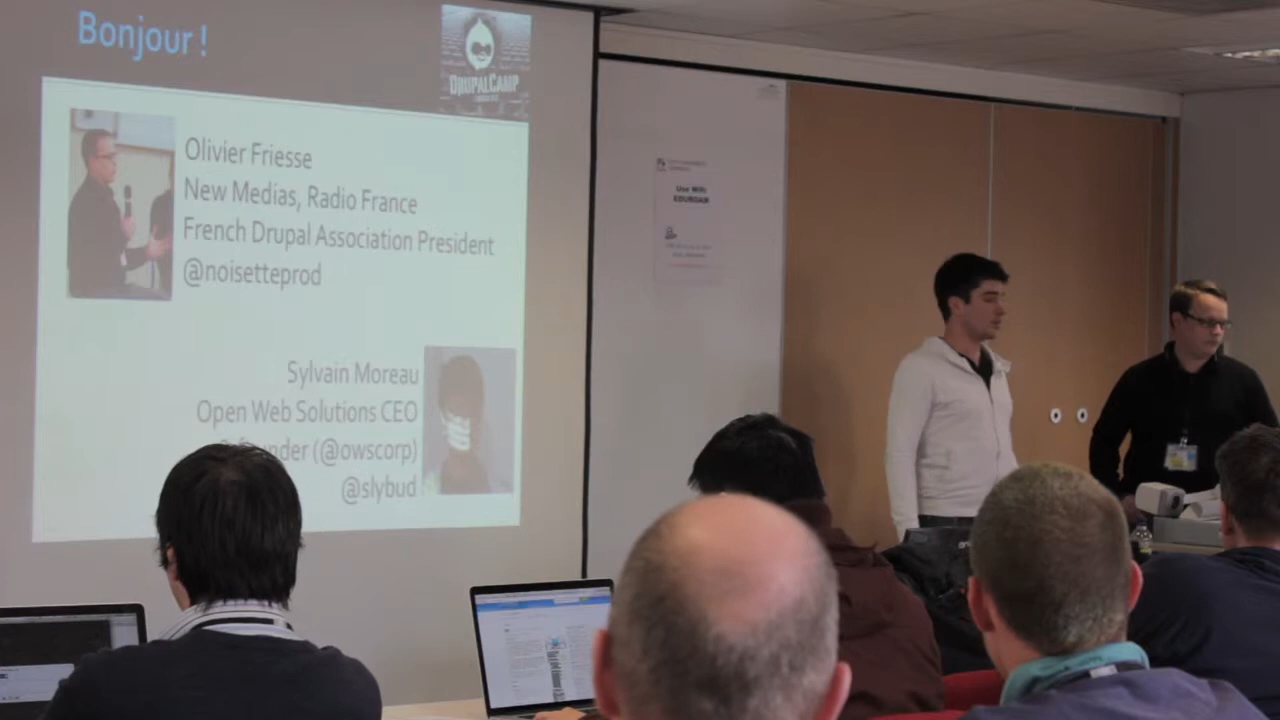 Bonjour !
DRUPALCAMP
Olivier Friesse
New Medias, Radio France
French Drupal Association President
@noisetteprod
Sylvain Moreau
Open Web Solutions CEO
(@owscorp)
@slybud
Use Wifi:
EDUROAM